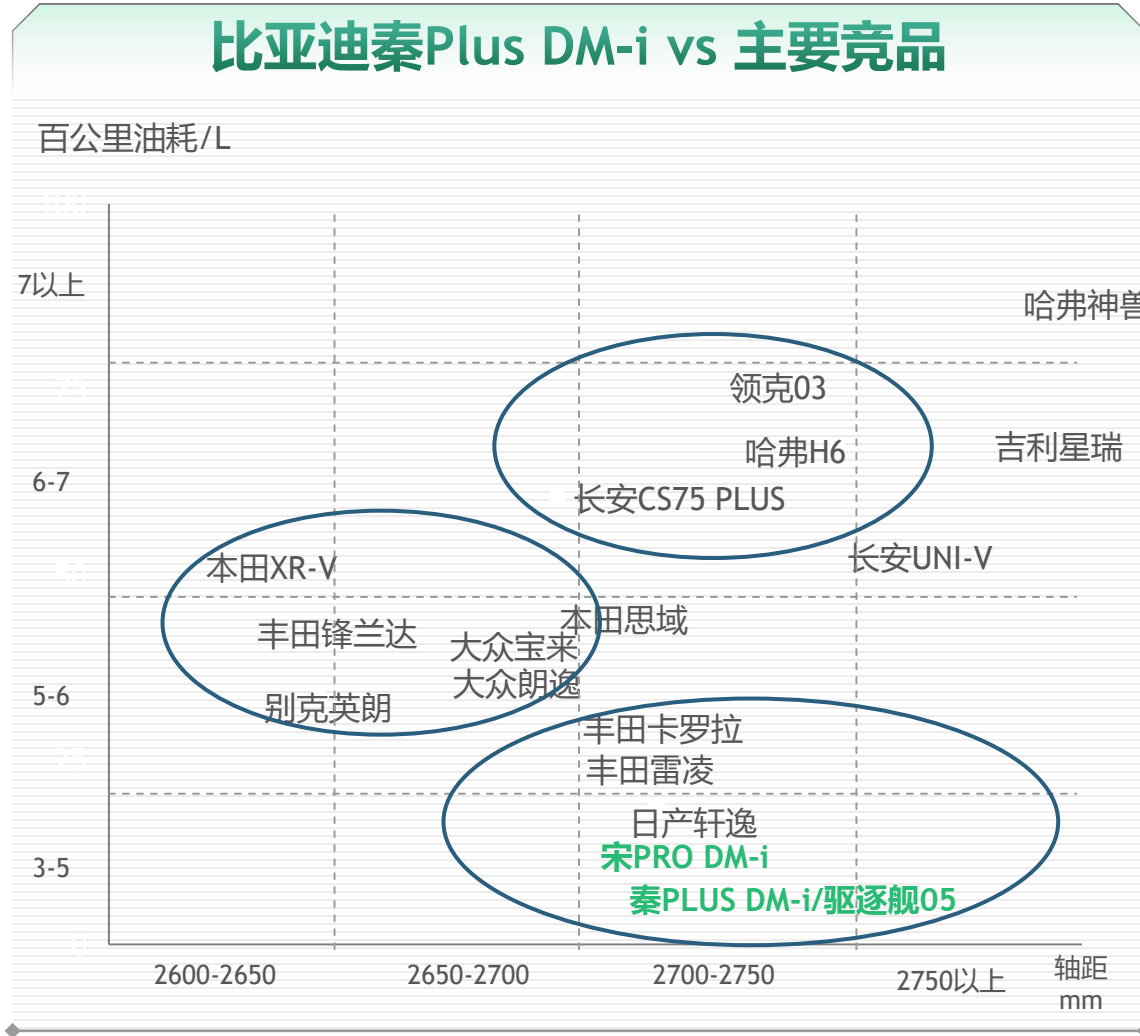 比亚迪秦Plus DM-i vs 主要竞品
百公里油耗/L
7以上
哈弗神兽
领克03
哈弗H6
吉利星瑞
6-7
长安CS75 PLUS
长安UNI-V
本田XR-V
本田思域
丰田锋兰达
大众宝来
大众朗逸
5-6
别克英朗
丰田卡罗拉
丰田雷凌
日产轩逸
宋PRO DM-i
3-5
秦PLUS DM-i/驱逐舰05
2600-2650
2650-2700
2700-2750
2750以上
轴距
mm